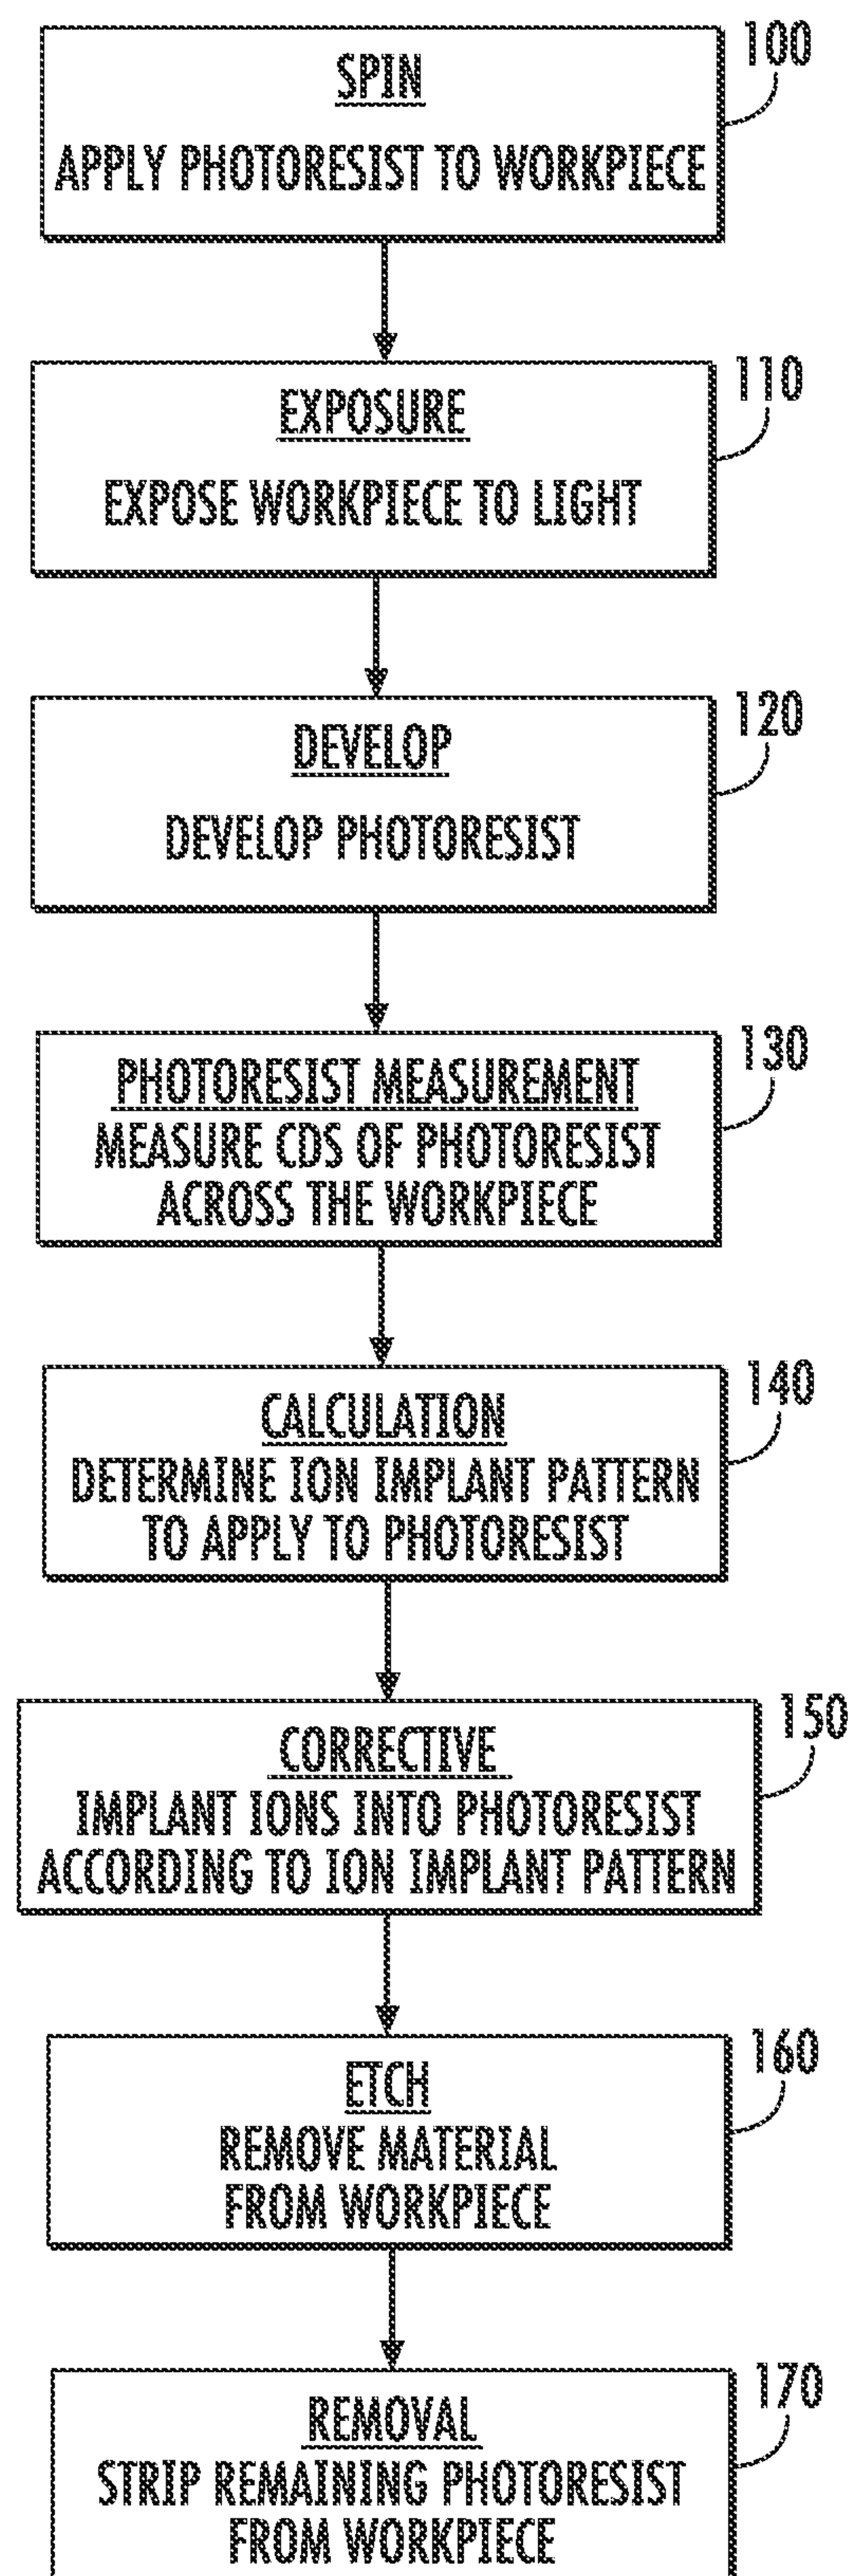 100
SPIN
APPLY PHOTORESIST TO WORKPIECE
110
EXPOSURE
EXPOSE WORKPIECE TO LIGHT
120
DEVELOP
DEVELOP PHOTORESIST
130
PHOTORESIST MEASUREMENT
MEASURE CDS OF PHOTORESIST
ACROSS THE WORKPIECE
140
CALCULATION
DETERMINE ION IMPLANT PATTERN
TO APPLY TO PHOTORESIST
150
CORRECTIVE
IMPLANT IONS INTO PHOTORESIST
ACCORDING TO ION IMPLANT PATTERN
160
ETCH
REMOVE MATERIAL
FROM WORKPIECE
170
REMOVAL
STRIP REMAINING PHOTORESIST
FROM WORKPIECE